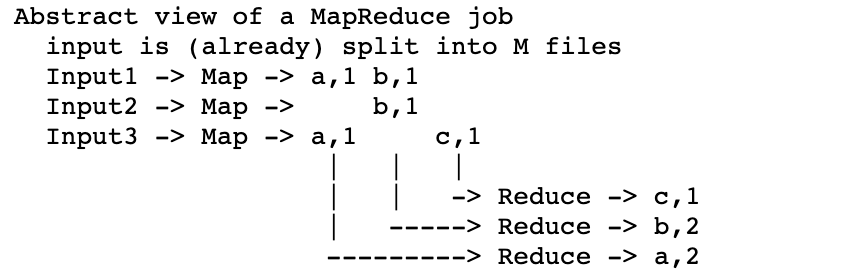 Abstract view of a MapReduce job
  input is (already) split into M files
  Input1 -> Map -> a,1 b,1
  Input2 -> Map ->     b,1
  Input3 -> Map -> a,1     c,1
                    |   |   |
                    |   |   -> Reduce -> c,1
                    |   -----> Reduce -> b,2
                    ---------> Reduce -> a,2